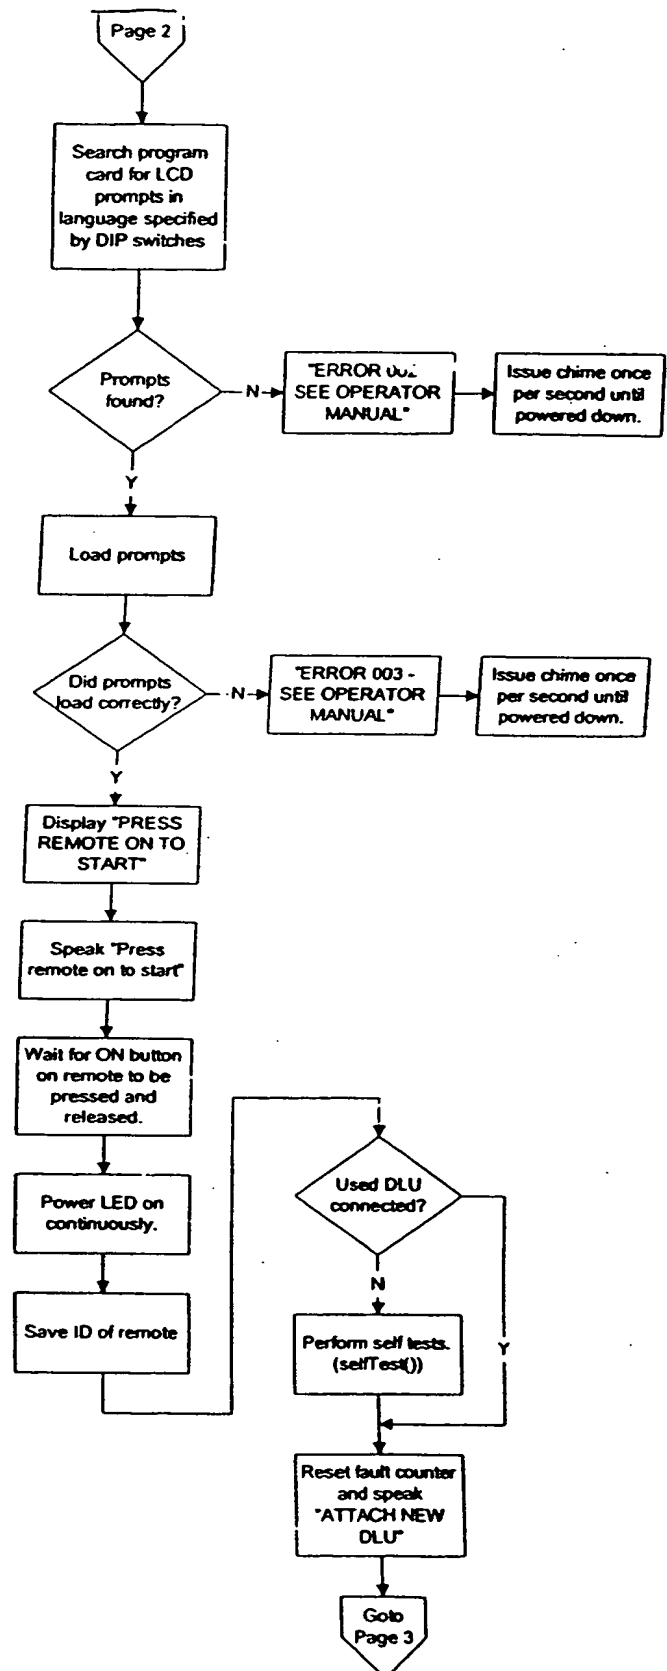 Page 2
Search program
card for LCD
prompts in
language specified
by DIP switches
Prompts
found?
N
"ERROR 002
SEE OPERATOR
MANUAL"
Issue chime once
per second until
powered down.
Y
Load prompts
Did prompts
load correctly?
N
"ERROR 003 -
SEE OPERATOR
MANUAL"
Issue chime once
per second until
powered down.
Y
Display "PRESS
REMOTE ON TO
START"
Speak "Press
remote on to start"
Wait for ON button
on remote to be
pressed and
released.
Power LED on
continuously.
Save ID of remote
Used DLU
connected?
N
Y
Perform self tests.
(selfTest())
Reset fault counter
and speak
"ATTACH NEW
DLU"
Goto
Page 3